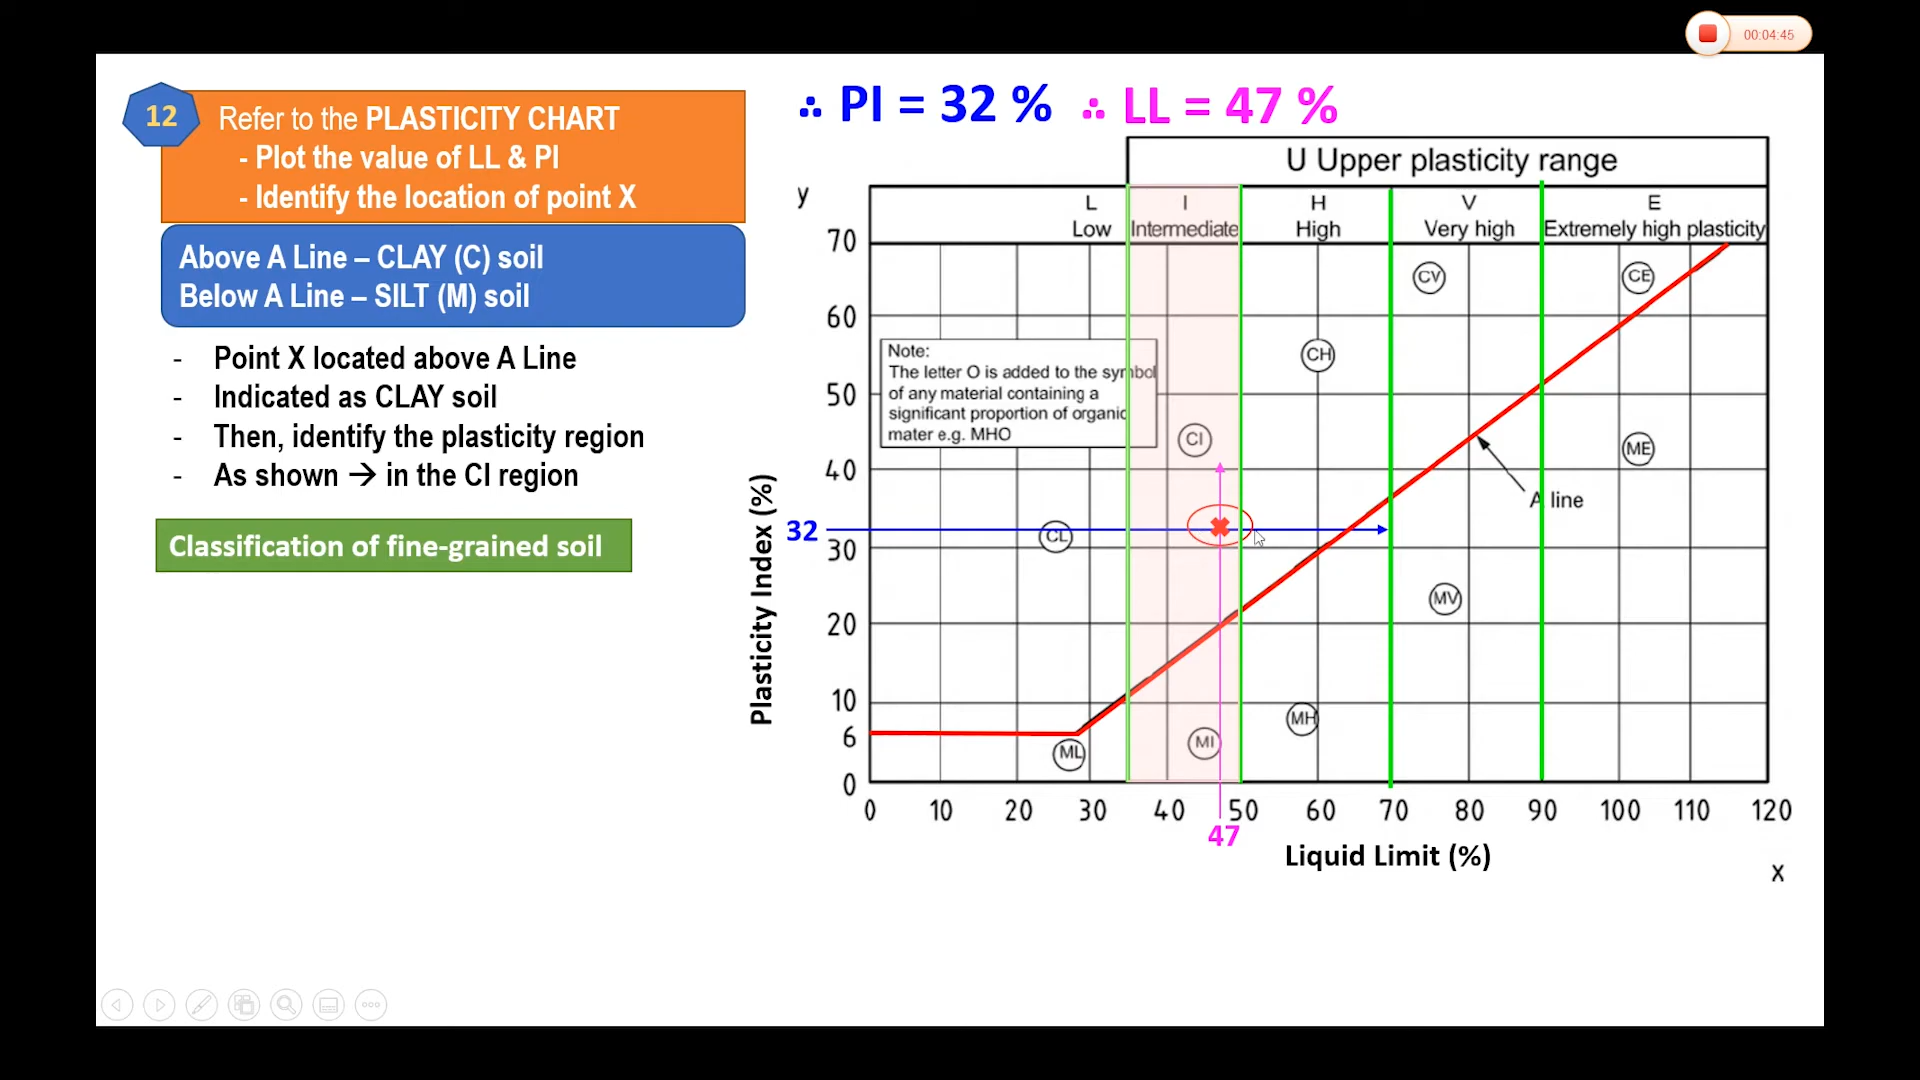 00:04:45
12
Refer to the PLASTICITY CHART
- Plot the value of LL & PI
- Identify the location of point X
Above A Line – CLAY (C) soil
Below A Line – SILT (M) soil
- Point X located above A Line
- Indicated as CLAY soil
- Then, identify the plasticity region
- As shown → in the CI region
Classification of fine-grained soil
∴ PI = 32 % ∴ LL = 47 %
U Upper plasticity range
y
L I H V E
Low Intermediate High Very high Extremely high plasticity
70
60
50
40
32
30
20
10
6
0
Note:
The letter O is added to the symbol
of any material containing a
significant proportion of organic
mater e.g. MHO
CV
CE
CH
CI
ME
A line
CL
MV
MH
MI
ML
Plasticity Index (%)
0 10 20 30 40 50 60 70 80 90 100 110 120
47
Liquid Limit (%)
x